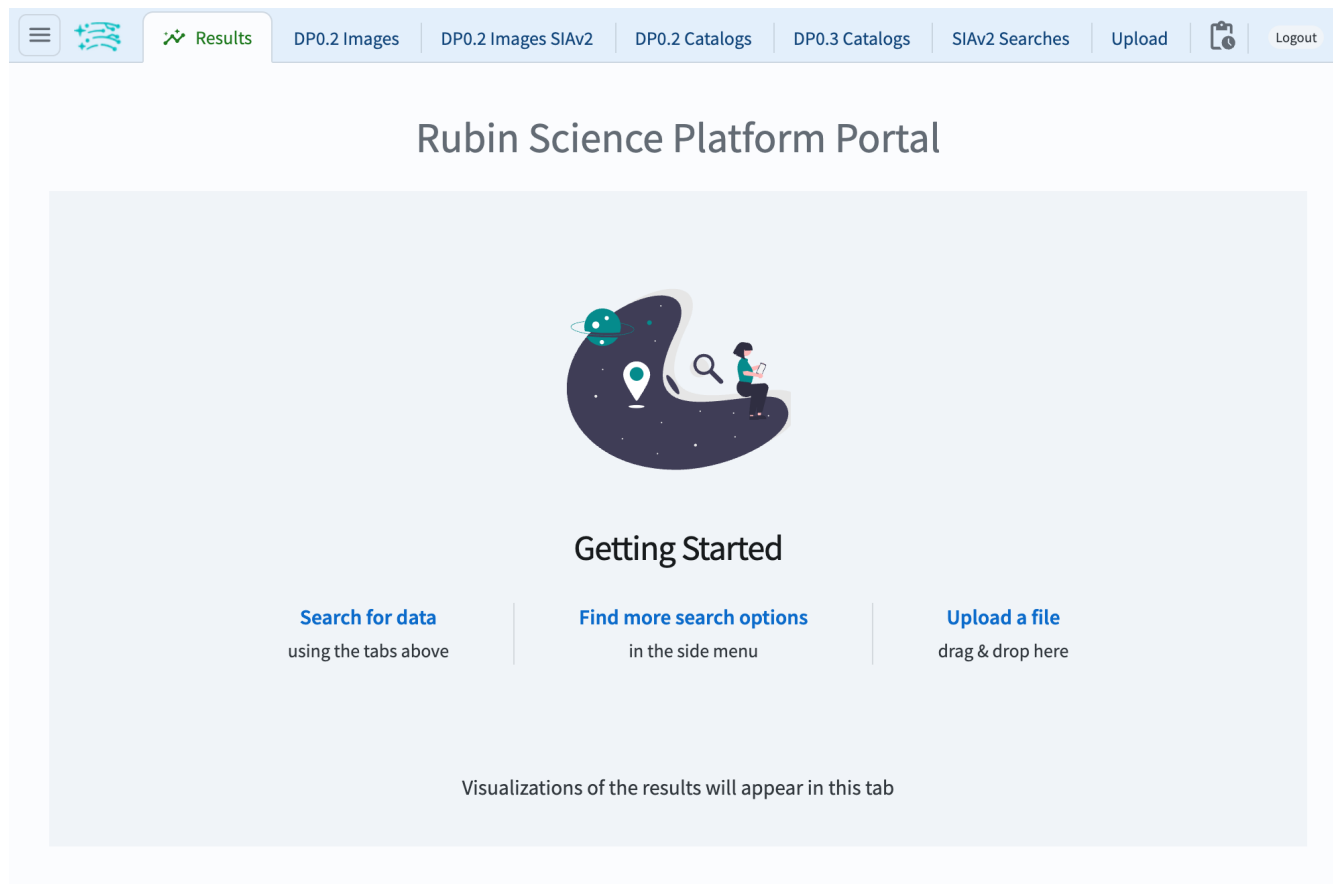 Results
DP0.2 Images
DP0.2 Images SIAv2
DP0.2 Catalogs
DP0.3 Catalogs
SIAv2 Searches
Upload
Logout
Rubin Science Platform Portal
Getting Started
Search for data
using the tabs above
Find more search options
in the side menu
Upload a file
drag & drop here
Visualizations of the results will appear in this tab